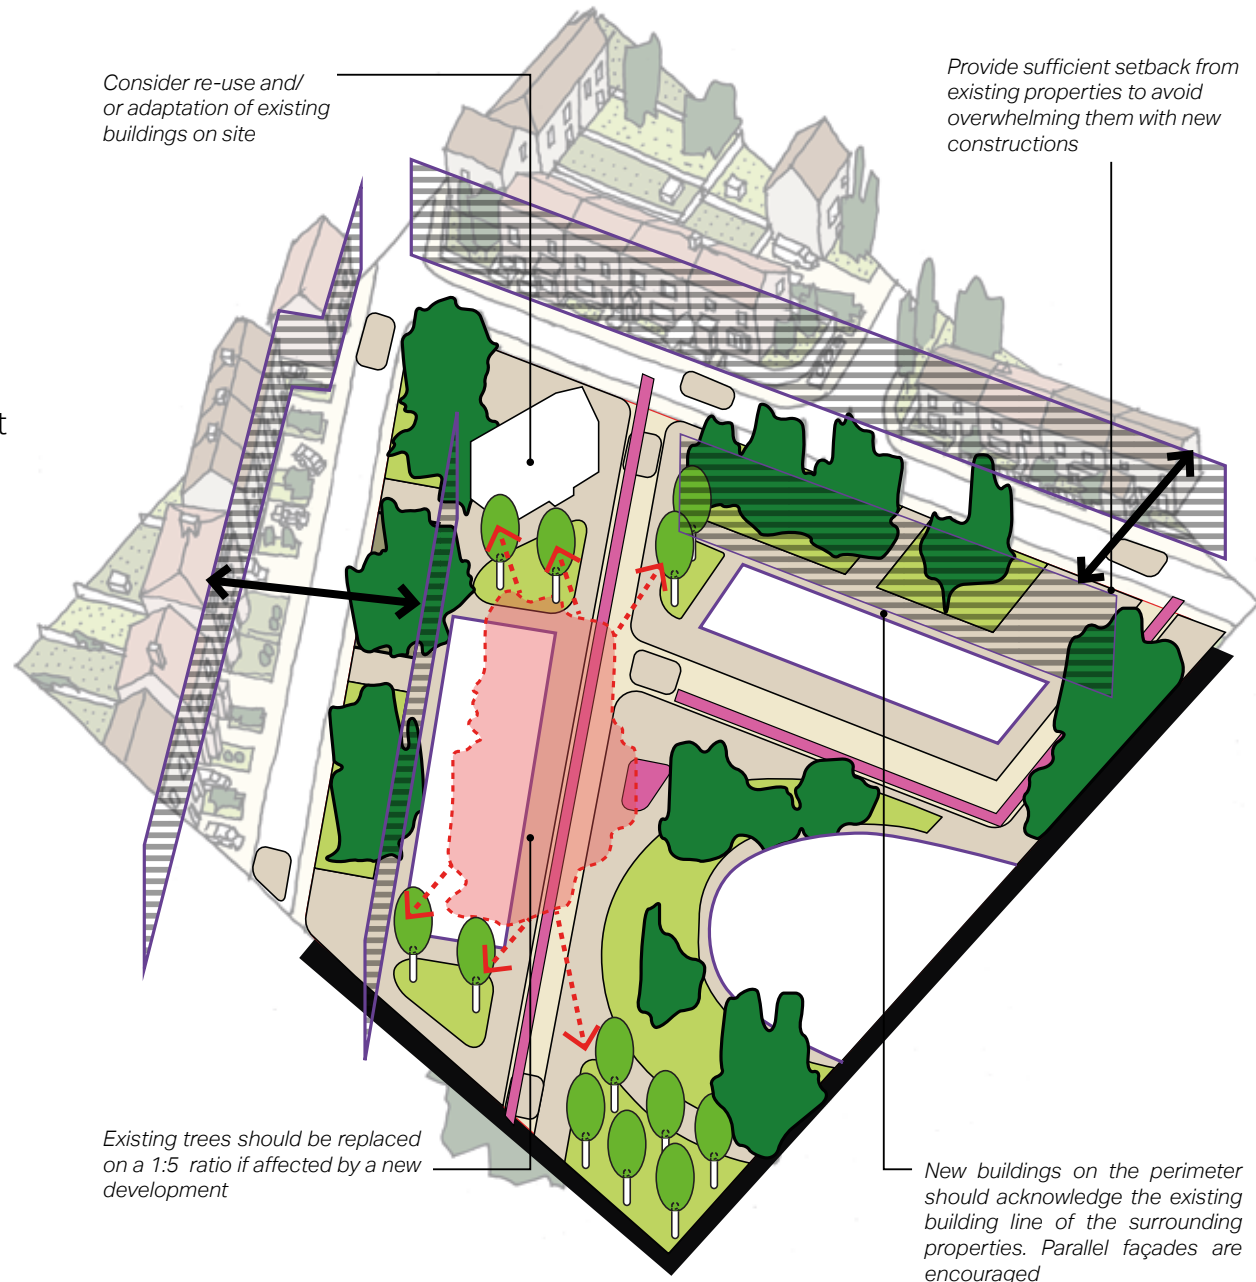 Consider re-use and/
or adaptation of existing
buildings on site
Provide sufficient setback from
existing properties to avoid
overwhelming them with new
constructions
t
Existing trees should be replaced
on a 1:5 ratio if affected by a new
development
New buildings on the perimeter
should acknowledge the existing
building line of the surrounding
properties. Parallel façades are
encouraged